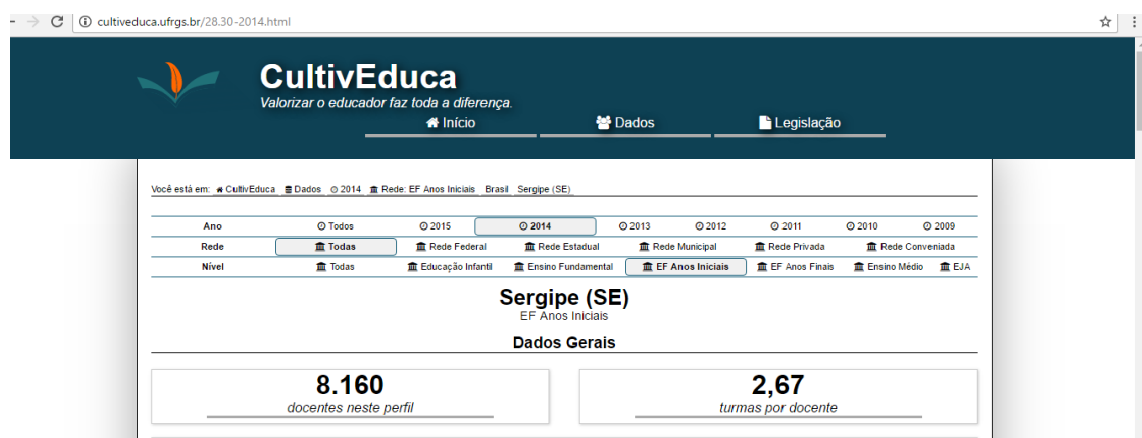 cultiveduca.ufrgs.br/28.30-2014.html
CultivEduca
Valorizar o educador faz toda a diferença.
Início Dados Legislação
Você está em: CultivEduca Dados 2014 Rede: EF Anos Iniciais Brasil Sergipe (SE)
Ano Todos 2015 2014 2013 2012 2011 2010 2009
Rede Todas Rede Federal Rede Estadual Rede Municipal Rede Privada Rede Conveniada
Nível Todas Educação Infantil Ensino Fundamental EF Anos Iniciais EF Anos Finais Ensino Médio EJA
Sergipe (SE)
EF Anos Iniciais
Dados Gerais
8.160 2,67
docentes neste perfil turmas por docente